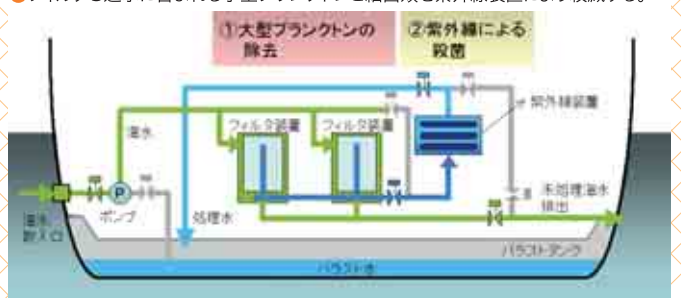 ①大型プランクトンの
除去
②紫外線による
殺菌
紫外線装置
フィルタ装置
フィルタ装置
海水
P
ポンプ
海水
取入口
処理水
未処理海水
排出
バラストタンク
バラスト水